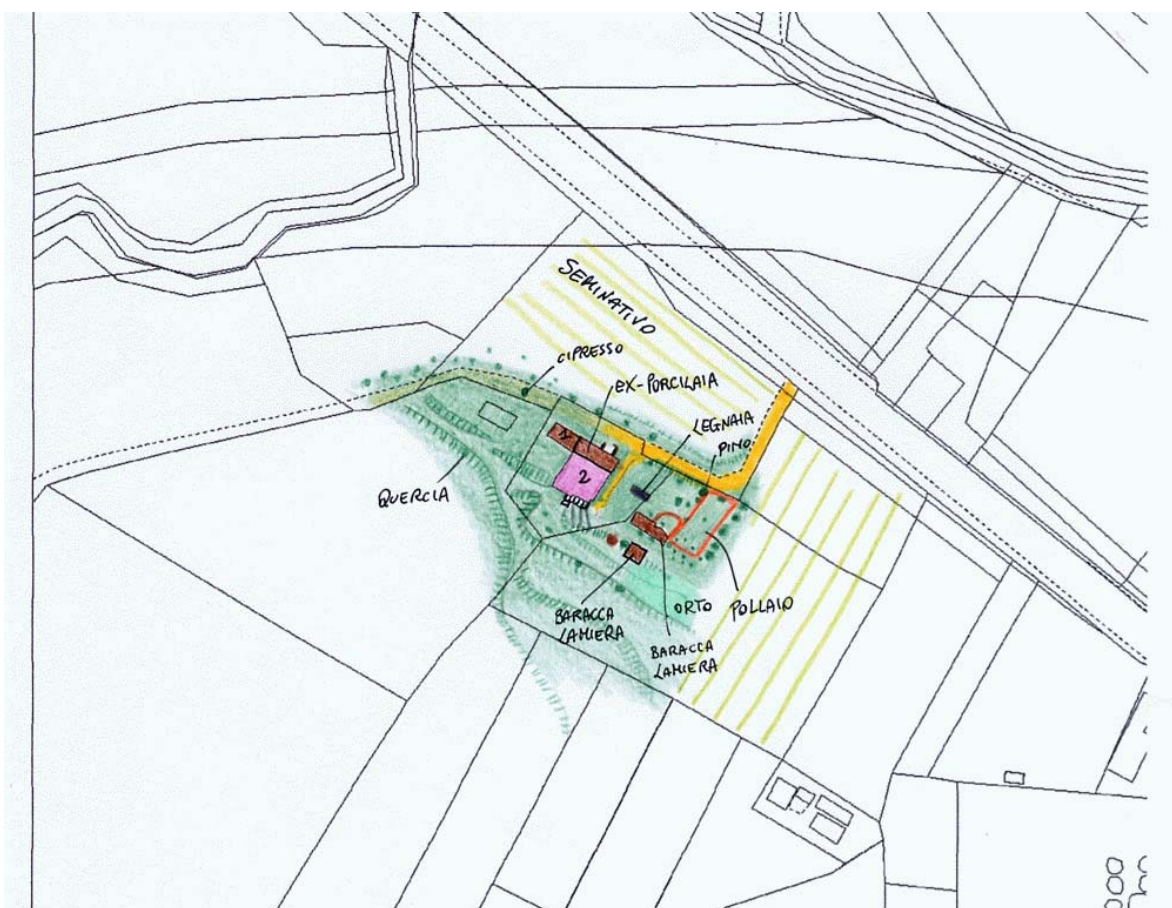 SEMINATIVO
CIPRESSO
EX-PORCILAIA
LEGNAIA
PINO
2
QUERCIA
BARACCA
LAMIERA
ORTO
POLLAIO
BARACCA
LAMIERA